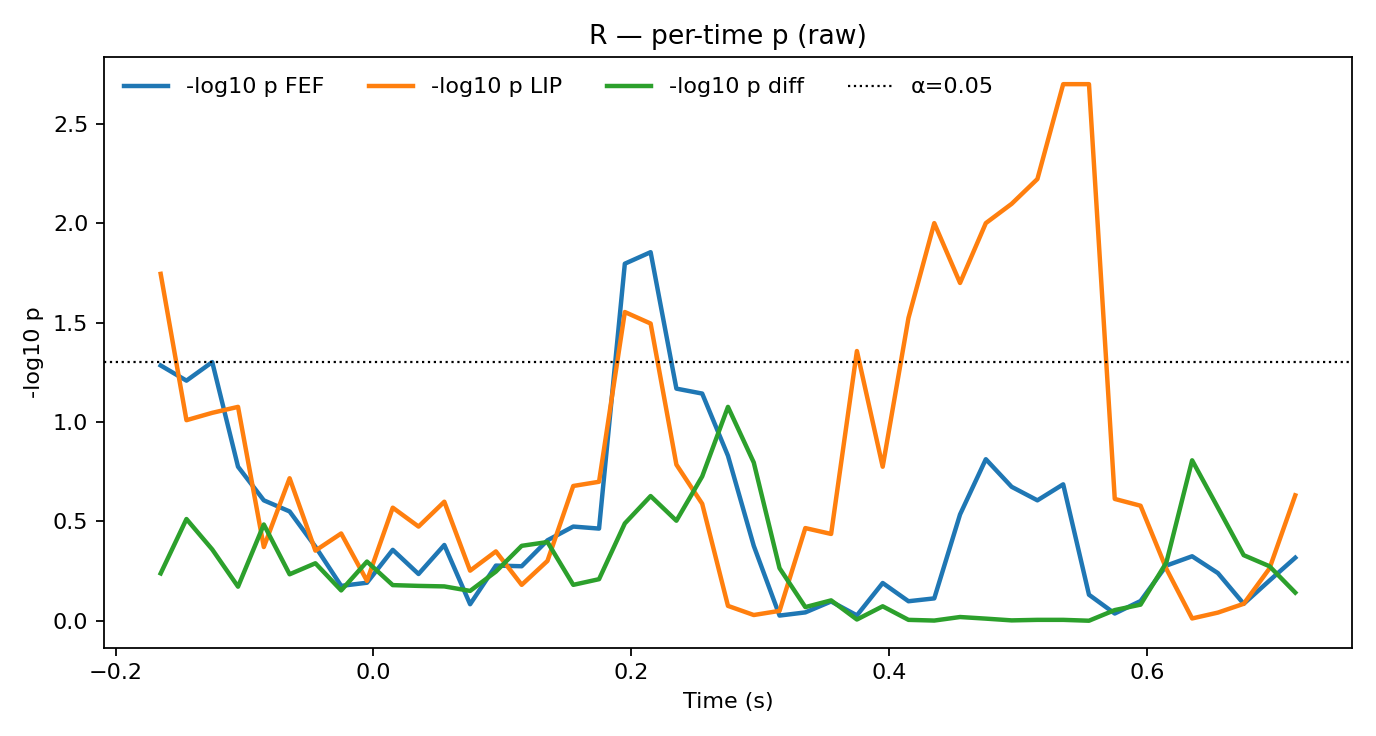 R — per-time p (raw)
-log10 p FEF -log10 p LIP -log10 p diff α=0.05
-log10 p
2.5
2.0
1.5
1.0
0.5
0.0
−0.2 0.0 0.2 0.4 0.6
Time (s)